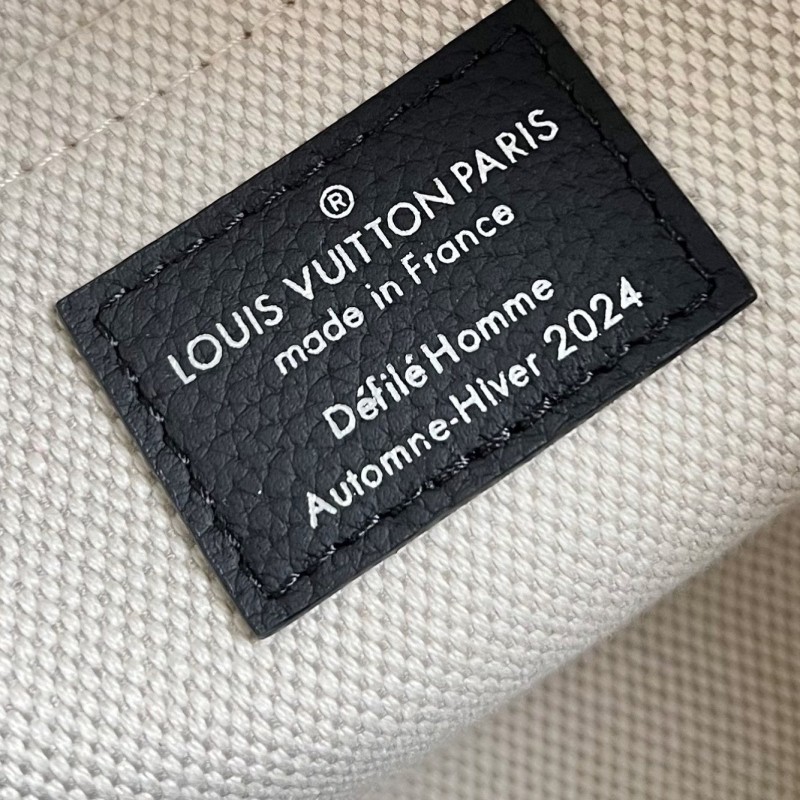 ®
LOUIS VUITTON PARIS
made in France
Défilé Homme
Automne-Hiver 2024